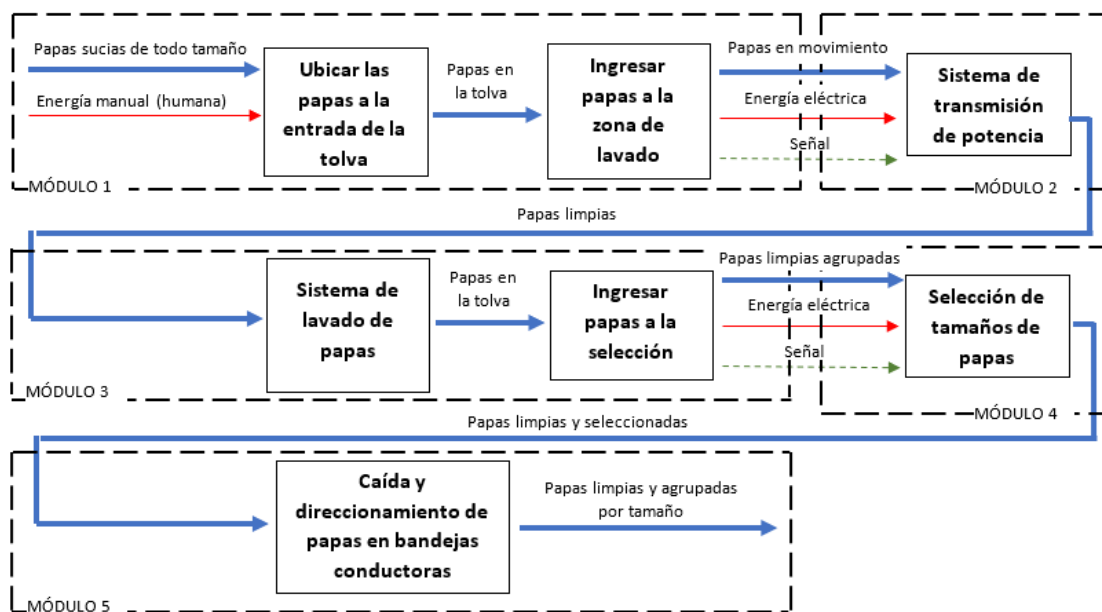 Papas sucias de todo tamaño
Energía manual (humana)
Ubicar las
papas a la
entrada de la
tolva
Papas en
la tolva
Ingresar
papas a la
zona de
lavado
Papas en movimiento
Energía eléctrica
Señal
Sistema de
transmisión
de potencia
MÓDULO 1
MÓDULO 2
Papas limpias
Sistema de
lavado de
papas
Papas en
la tolva
Ingresar
papas a la
selección
Papas limpias agrupadas
Energía eléctrica
Señal
Selección de
tamaños de
papas
MÓDULO 3
MÓDULO 4
Papas limpias y seleccionadas
Caída y
direccionamiento de
papas en bandejas
conductoras
Papas limpias y agrupadas
por tamaño
MÓDULO 5